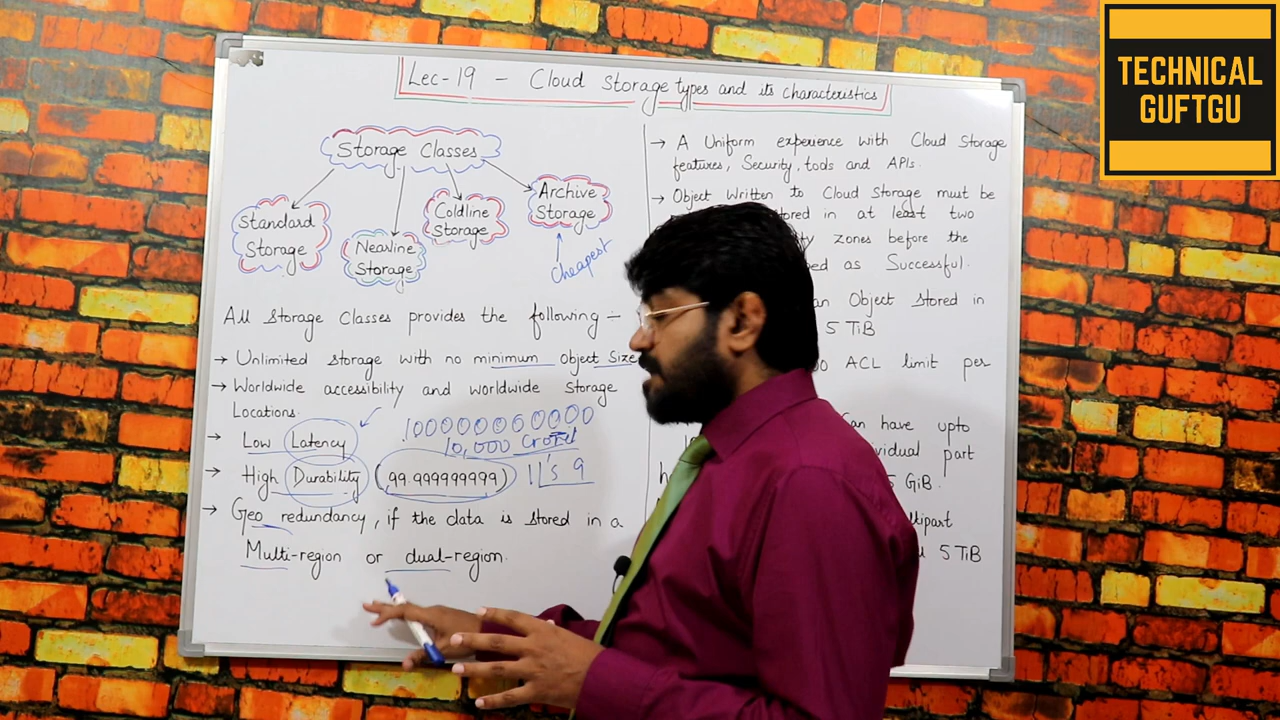 TECHNICAL
GUFTGU
Lec-19 - Cloud Storage types and its characteristics
Storage Classes
Standard
Storage
Nearline
Storage
Coldline
Storage
Archive
Storage
cheapest
All Storage Classes provides the following :-
→ Unlimited storage with no minimum object Size
→ Worldwide accessibility and worldwide storage
Locations.
→ Low Latency
→ High Durability (99.999999999) 11's 9
10,000
→ Geo redundancy, if the data is stored in a
Multi-region or dual-region.
→ A Uniform experience with Cloud Storage
features, Security, tools and APIs.
→ Object Written to Cloud Storage must be
stored in at least two
zones before the
as Successful.
an Object stored in
5 TiB
ACL limit per
Can have upto
part
GiB.
5 TiB